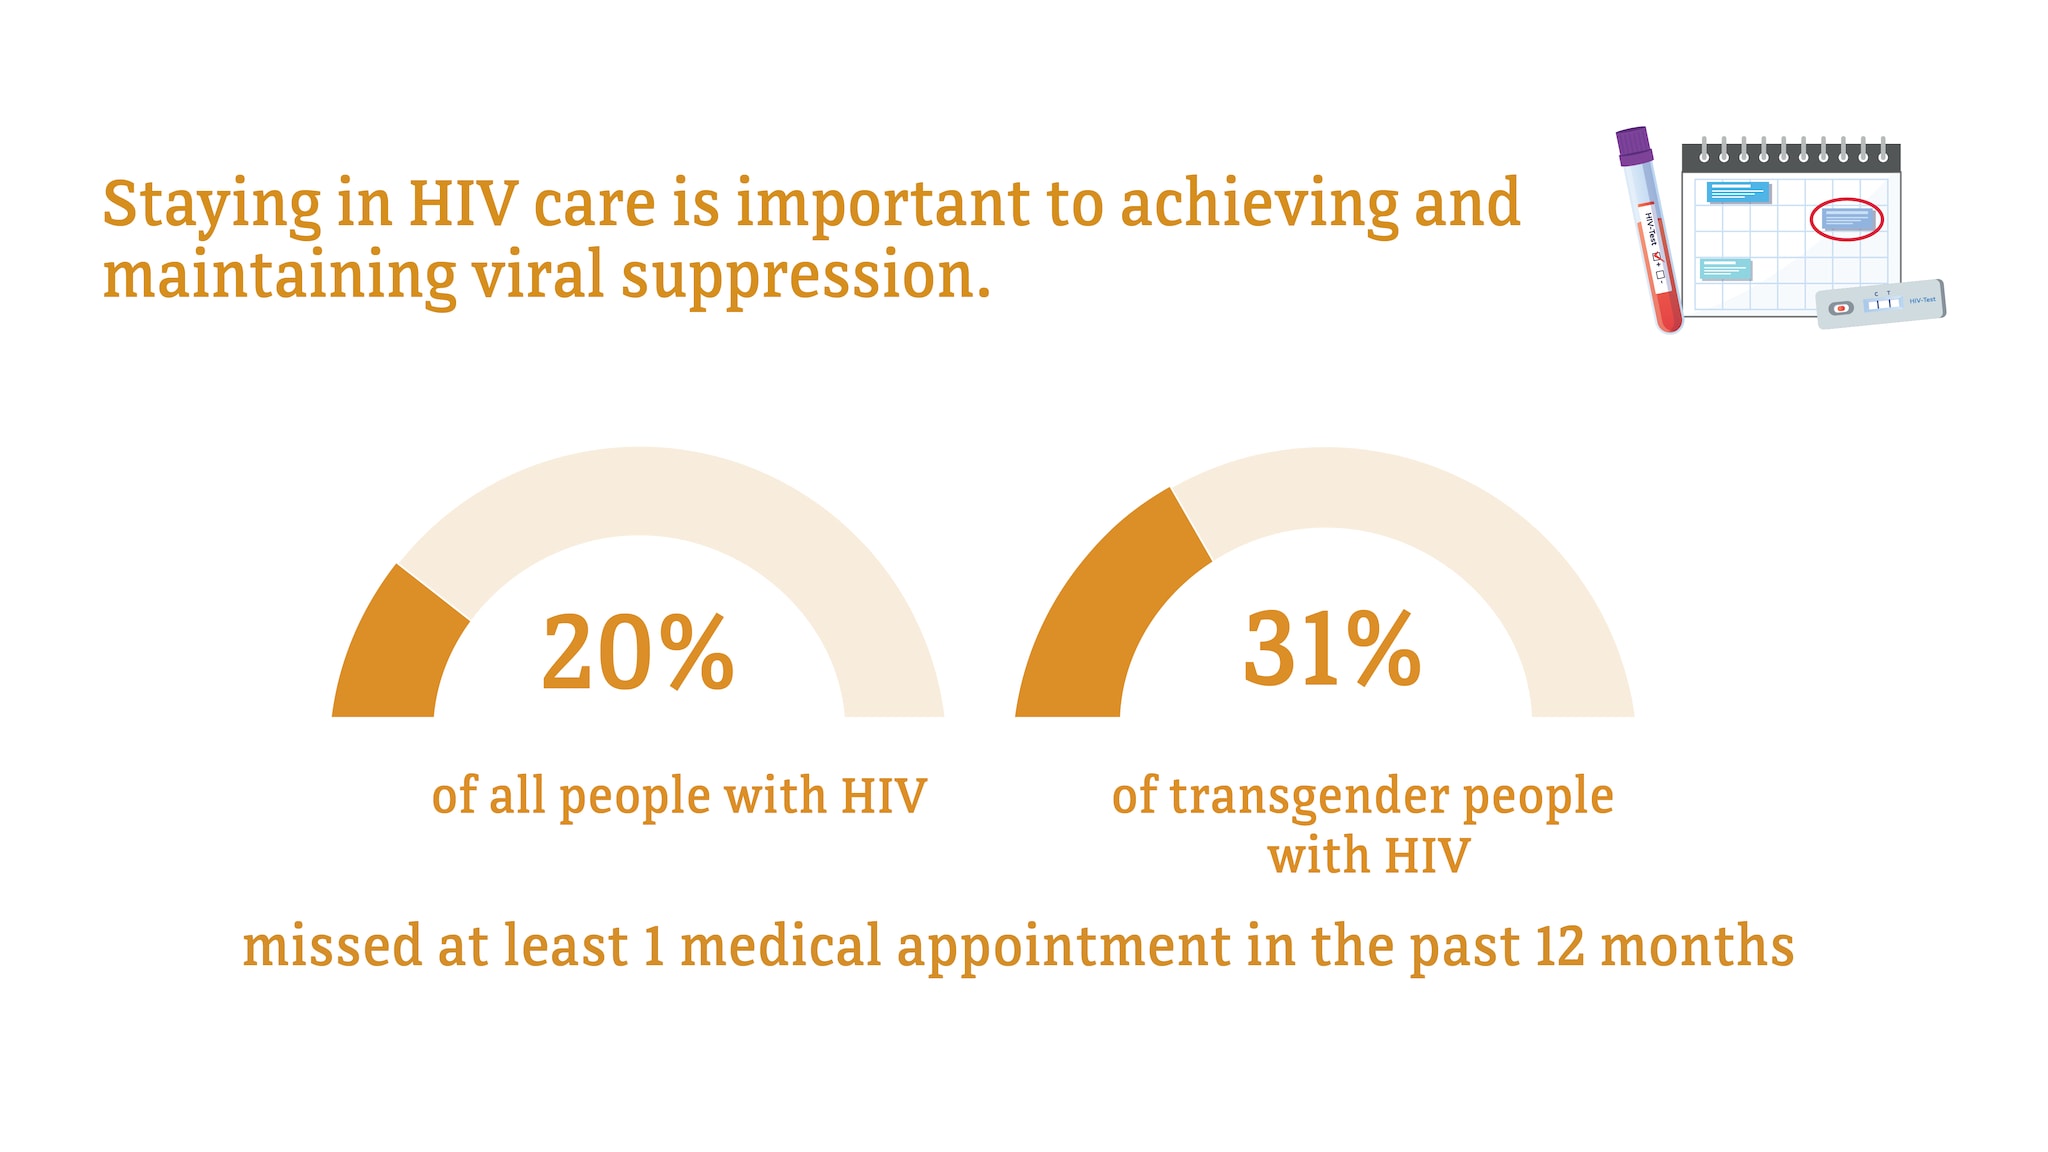 Staying in HIV care is important to achieving and
maintaining viral suppression.
HIV-Test
+
-
C T
HIV-Test
20%
31%
of all people with HIV
of transgender people
with HIV
missed at least 1 medical appointment in the past 12 months